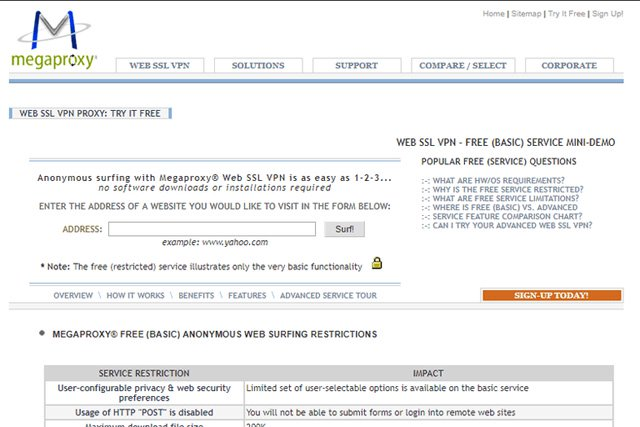 Home | Sitemap | Try It Free | Sign Up!
megaproxy®
WEB SSL VPN
SOLUTIONS
SUPPORT
COMPARE / SELECT
CORPORATE
WEB SSL VPN PROXY: TRY IT FREE
WEB SSL VPN - FREE (BASIC) SERVICE MINI-DEMO
Anonymous surfing with Megaproxy® Web SSL VPN is as easy as 1-2-3...
no software downloads or installations required
ENTER THE ADDRESS OF A WEBSITE YOU WOULD LIKE TO VISIT IN THE FORM BELOW:
ADDRESS: Surf!
example: www.yahoo.com
* Note: The free (restricted) service illustrates only the very basic functionality
POPULAR FREE (SERVICE) QUESTIONS
:-: WHAT ARE HW/OS REQUIREMENTS?
:-: WHY IS THE FREE SERVICE RESTRICTED?
:-: WHAT ARE FREE SERVICE LIMITATIONS?
:-: WHERE IS FREE (BASIC) VS. ADVANCED
:-: SERVICE FEATURE COMPARISON CHART?
:-: CAN I TRY YOUR ADVANCED WEB SSL VPN?
OVERVIEW \ HOW IT WORKS \ BENEFITS \ FEATURES \ ADVANCED SERVICE TOUR
SIGN-UP TODAY!
MEGAPROXY® FREE (BASIC) ANONYMOUS WEB SURFING RESTRICTIONS
SERVICE RESTRICTION IMPACT
User-configurable privacy & web security preferences
Limited set of user-selectable options is available on the basic service
Usage of HTTP "POST" is disabled You will not be able to submit forms or login into remote web sites
Maximum download file size 200K